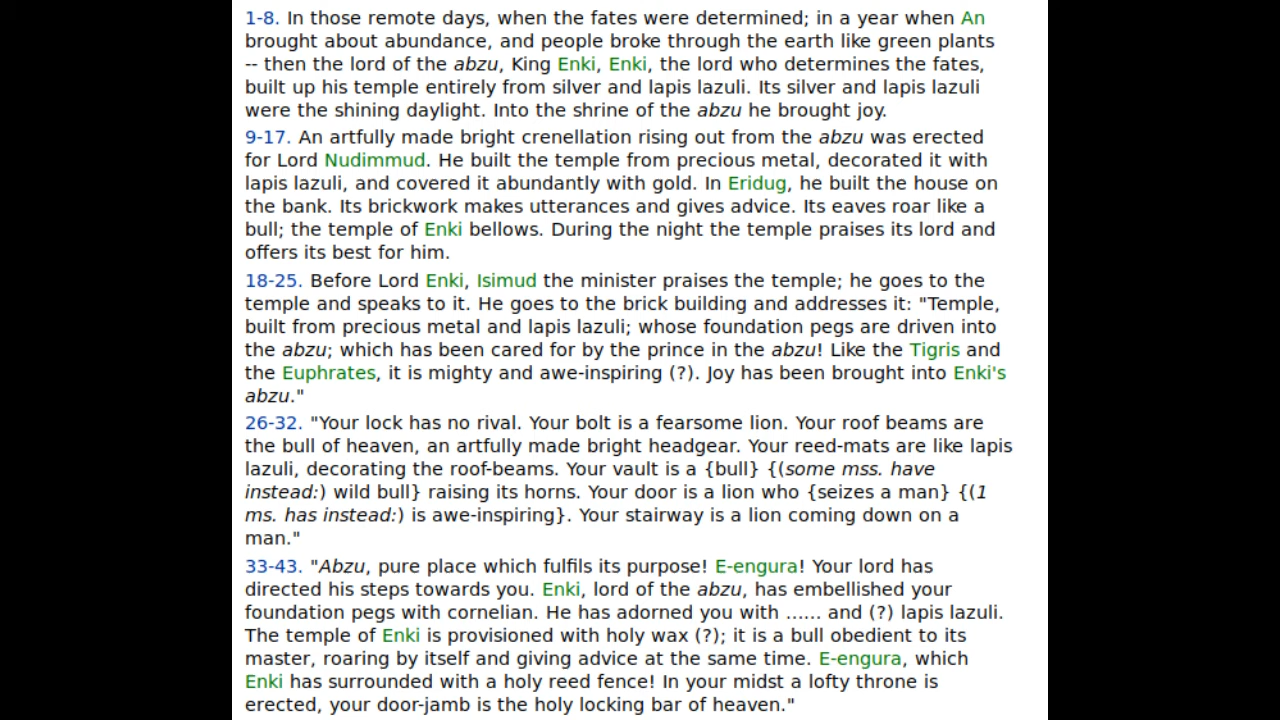 1-8. In those remote days, when the fates were determined; in a year when An
brought about abundance, and people broke through the earth like green plants
-- then the lord of the abzu, King Enki, Enki, the lord who determines the fates,
built up his temple entirely from silver and lapis lazuli. Its silver and lapis lazuli
were the shining daylight. Into the shrine of the abzu he brought joy.
9-17. An artfully made bright crenellation rising out from the abzu was erected
for Lord Nudimmud. He built the temple from precious metal, decorated it with
lapis lazuli, and covered it abundantly with gold. In Eridug, he built the house on
the bank. Its brickwork makes utterances and gives advice. Its eaves roar like a
bull; the temple of Enki bellows. During the night the temple praises its lord and
offers its best for him.
18-25. Before Lord Enki, Isimud the minister praises the temple; he goes to the
temple and speaks to it. He goes to the brick building and addresses it: "Temple,
built from precious metal and lapis lazuli; whose foundation pegs are driven into
the abzu; which has been cared for by the prince in the abzu! Like the Tigris and
the Euphrates, it is mighty and awe-inspiring (?). Joy has been brought into Enki's
abzu."
26-32. "Your lock has no rival. Your bolt is a fearsome lion. Your roof beams are
the bull of heaven, an artfully made bright headgear. Your reed-mats are like lapis
lazuli, decorating the roof-beams. Your vault is a {bull} {(some mss. have
instead:) wild bull} raising its horns. Your door is a lion who {seizes a man} {(1
ms. has instead:) is awe-inspiring}. Your stairway is a lion coming down on a
man."
33-43. "Abzu, pure place which fulfils its purpose! E-engura! Your lord has
directed his steps towards you. Enki, lord of the abzu, has embellished your
foundation pegs with cornelian. He has adorned you with ...... and (?) lapis lazuli.
The temple of Enki is provisioned with holy wax (?); it is a bull obedient to its
master, roaring by itself and giving advice at the same time. E-engura, which
Enki has surrounded with a holy reed fence! In your midst a lofty throne is
erected, your door-jamb is the holy locking bar of heaven."